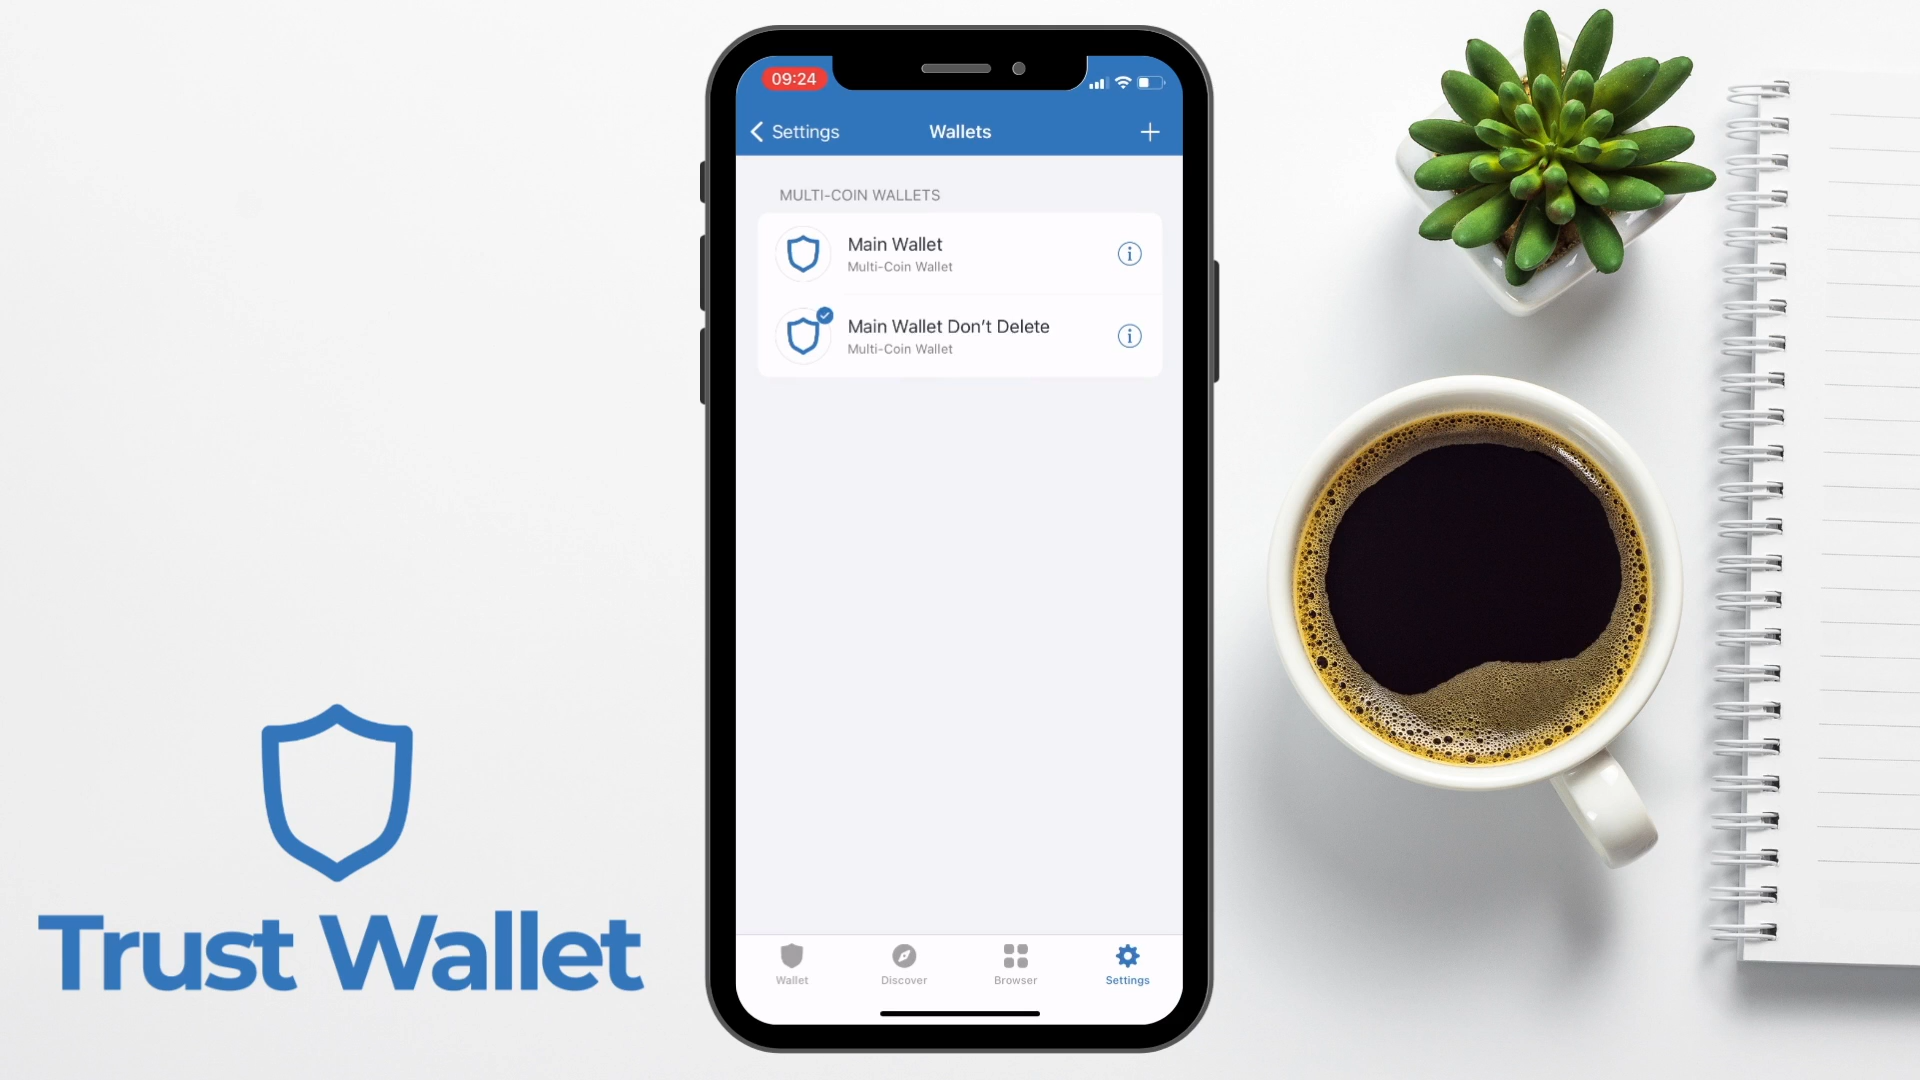 09:24
Settings
Wallets
MULTI-COIN WALLETS
Main Wallet
Multi-Coin Wallet
Main Wallet Don't Delete
Multi-Coin Wallet
Wallet
Discover
Browser
Settings
Trust Wallet